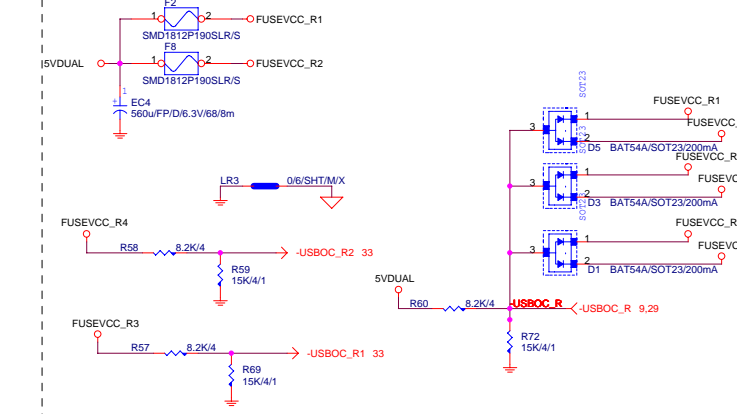 F2
1 2 FUSEVCC_R1
SMD1812P190SLR/S
F8
5VDUAL 1 2 FUSEVCC_R2
SMD1812P190SLR/S
1
+ EC4
560u/FP/D/6.3V/68/8m
LR3 0/6/SHT/M/X
FUSEVCC_R4
R58 8.2K/4 -USBOC_R2 33
R59
15K/4/1
FUSEVCC_R3
R57 8.2K/4 -USBOC_R1 33
R69
15K/4/1
SOT23
FUSEVCC_R1
3 1
FUSEVCC_
2
D5 BAT54A/SOT23/200mA
SOT23
FUSEVCC_R
3 1
FUSEVC
2
D3 BAT54A/SOT23/200mA
SOT23
FUSEVCC_R
3 1
FUSEVC
2
D1 BAT54A/SOT23/200mA
5VDUAL
R60 8.2K/4 -USBOC_R -USBOC_R 9,29
R72
15K/4/1